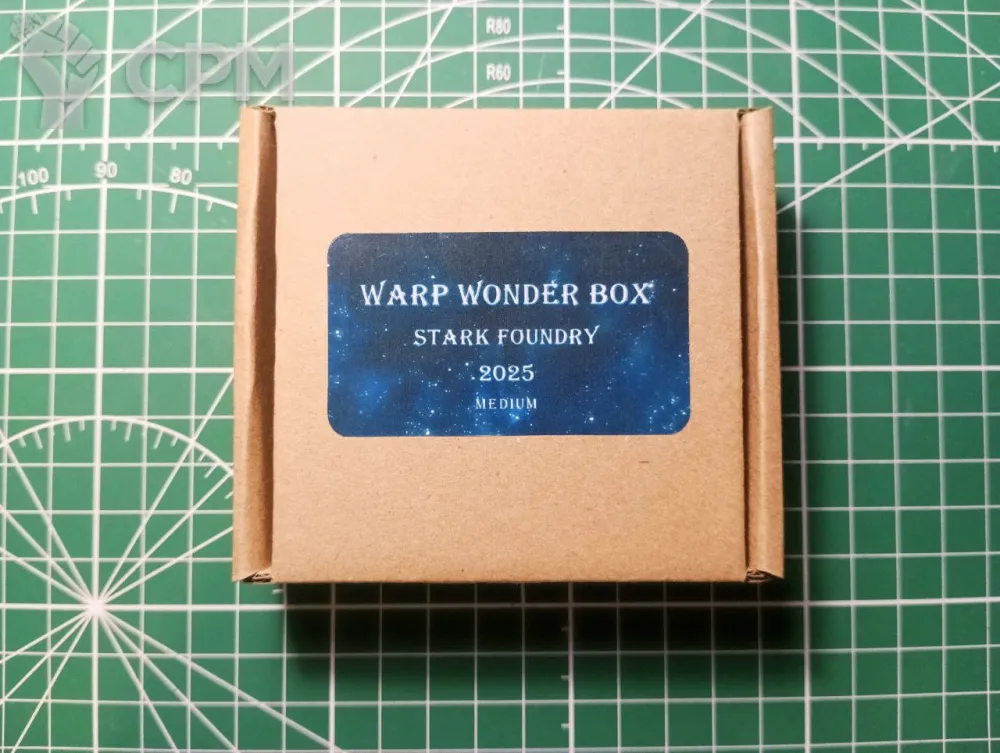 CPM
R80
R60
100 90 80
WARP WONDER BOX
STARK FOUNDRY
2025
MEDIUM